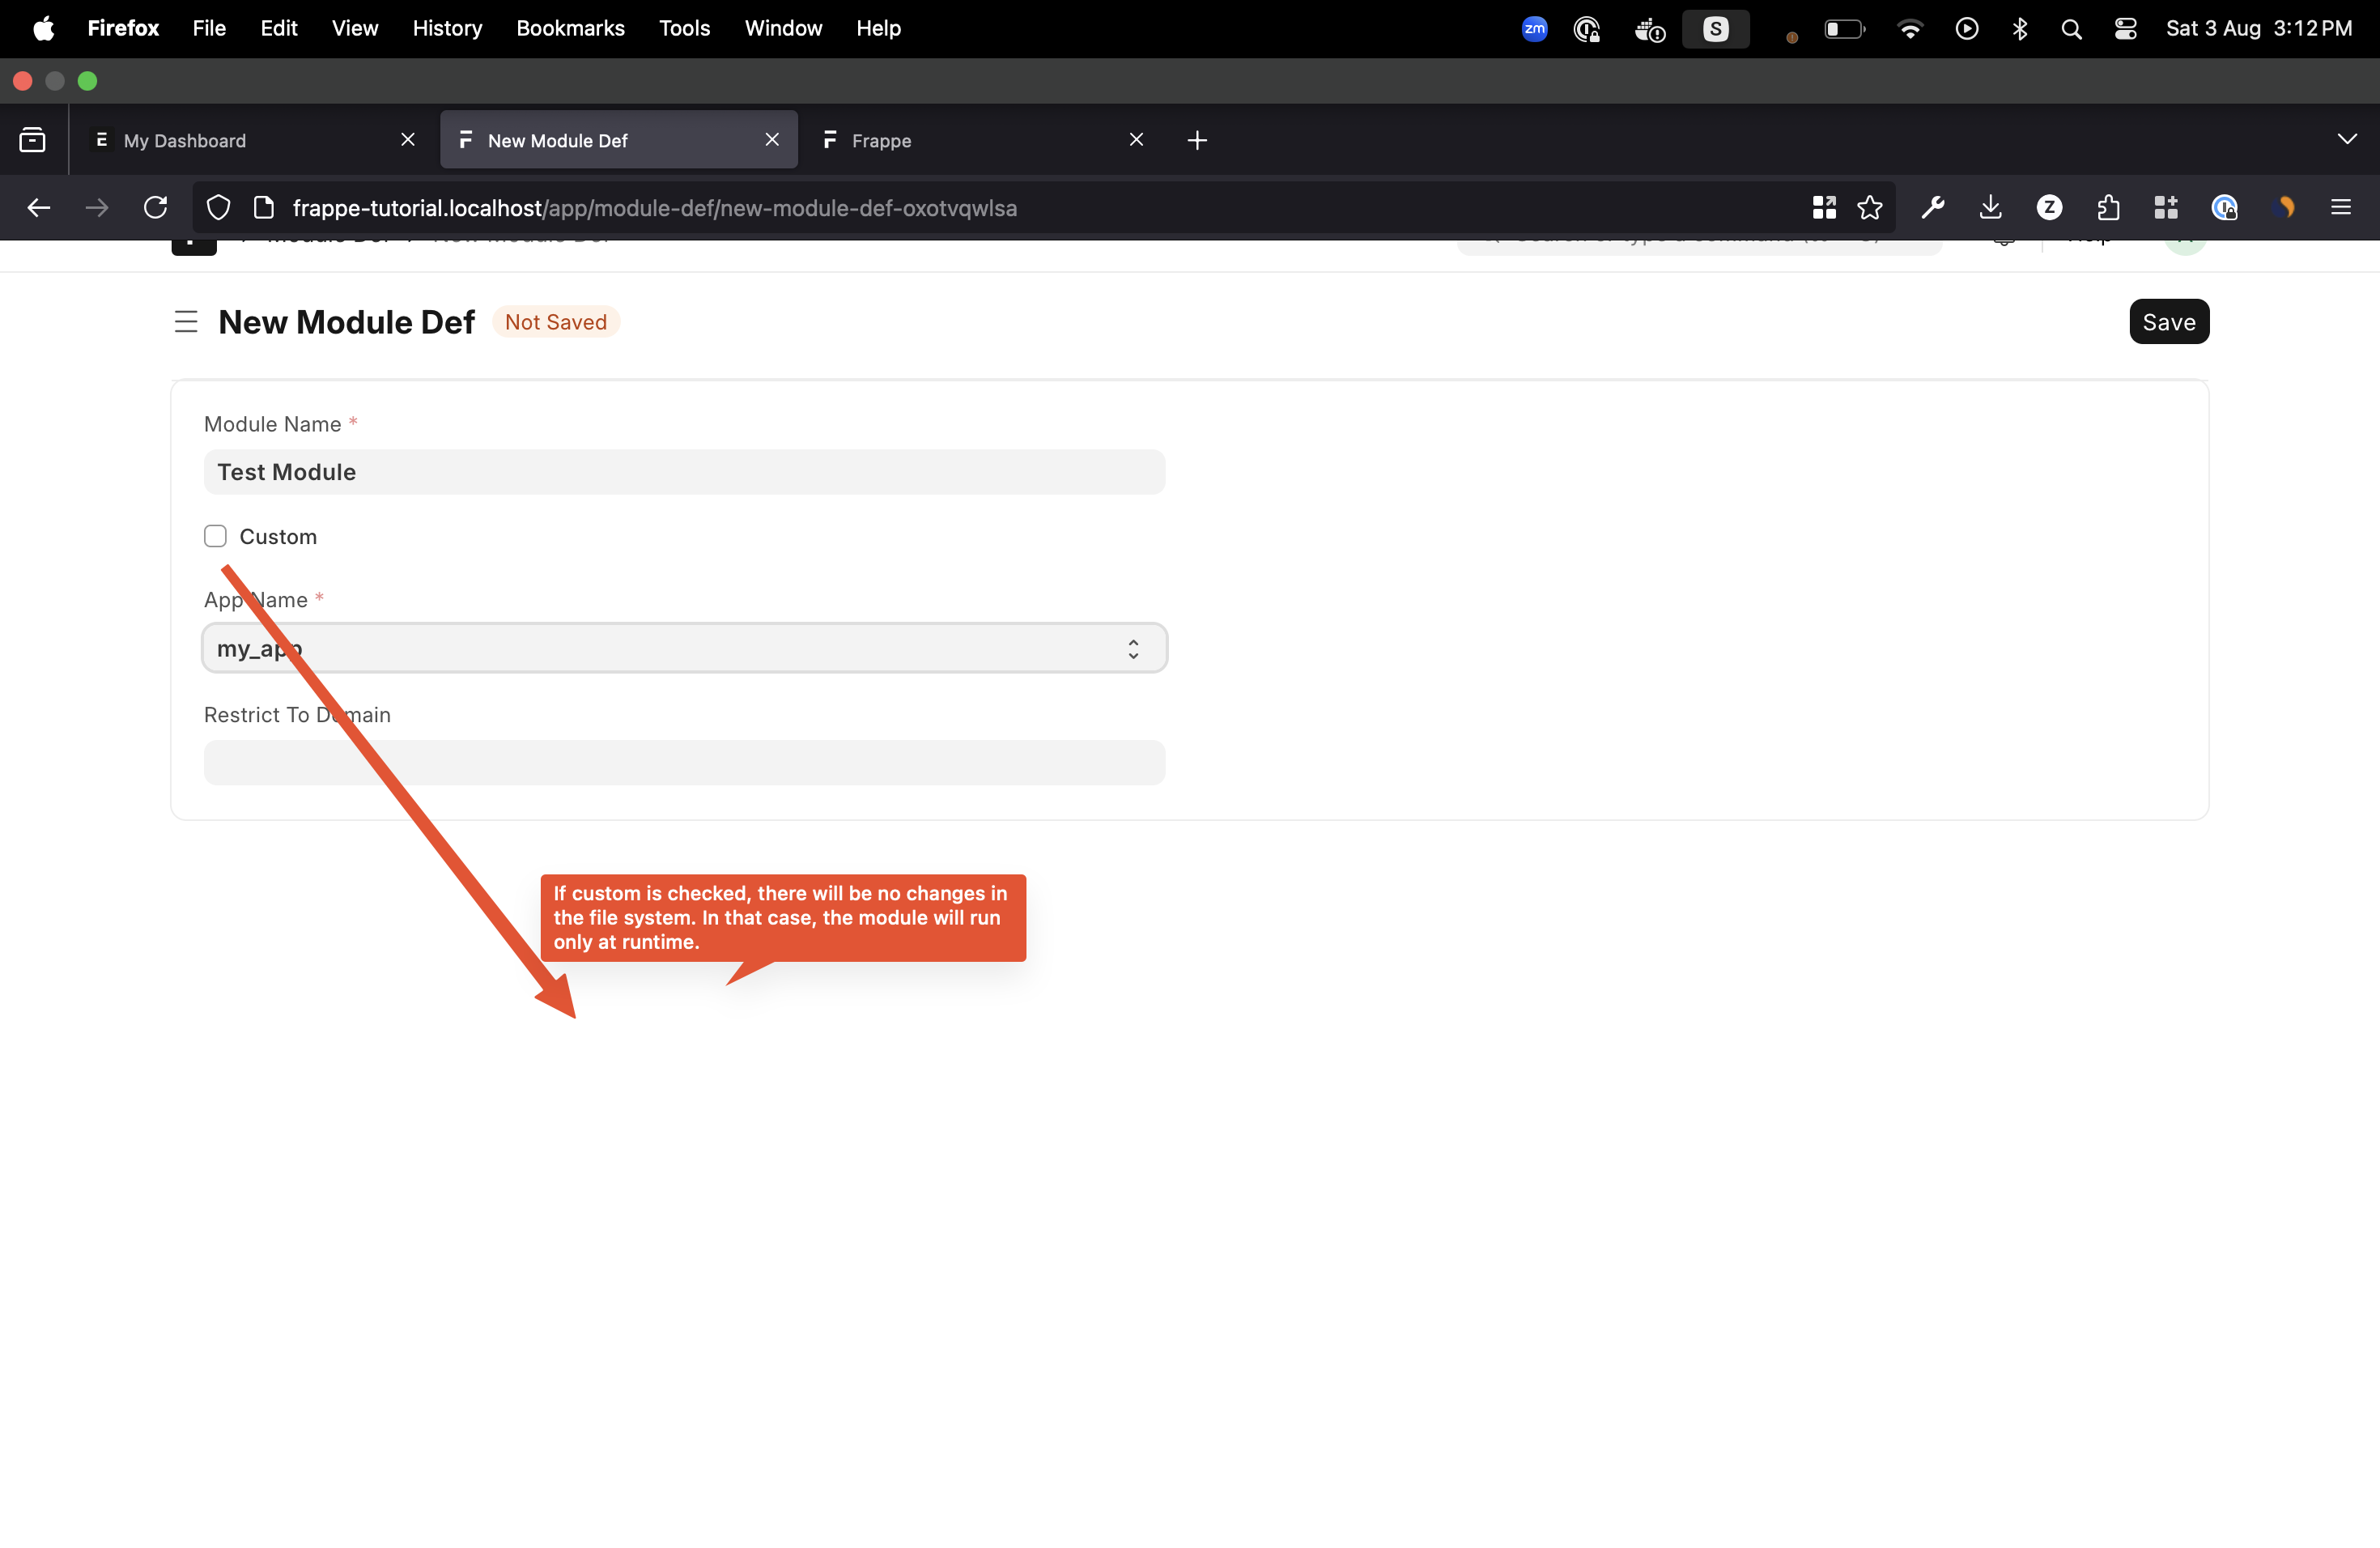 Firefox File Edit View History Bookmarks Tools Window Help zm S Sat 3 Aug 3:12 PM
My Dashboard New Module Def Frappe
frappe-tutorial.localhost/app/module-def/new-module-def-oxotvqwlsa
New Module Def Not Saved Save
Module Name *
Test Module
Custom
App Name *
my_app
Restrict To Domain
If custom is checked, there will be no changes in
the file system. In that case, the module will run
only at runtime.